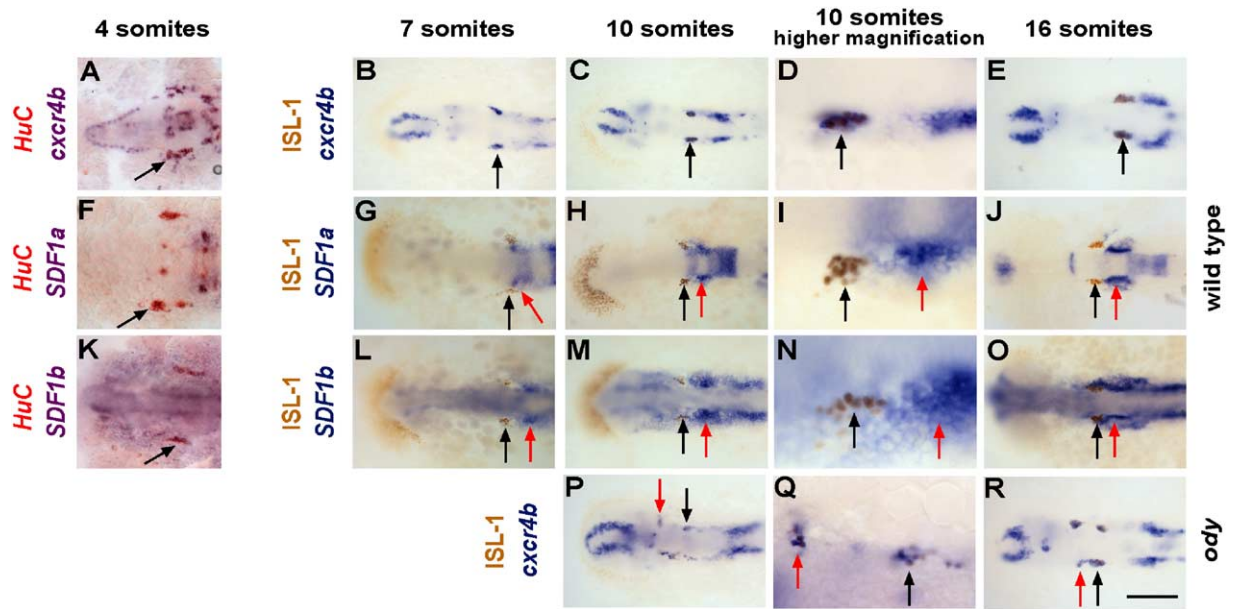 4 somites
7 somites
10 somites
10 somites
higher magnification
16 somites
HuC
cxcr4b
A
ISL-1
cxcr4b
B
C
D
E
HuC
SDF1a
F
ISL-1
SDF1a
G
H
I
J
wild type
HuC
SDF1b
K
ISL-1
SDF1b
L
M
N
O
ISL-1
cxcr4b
P
Q
R
ody